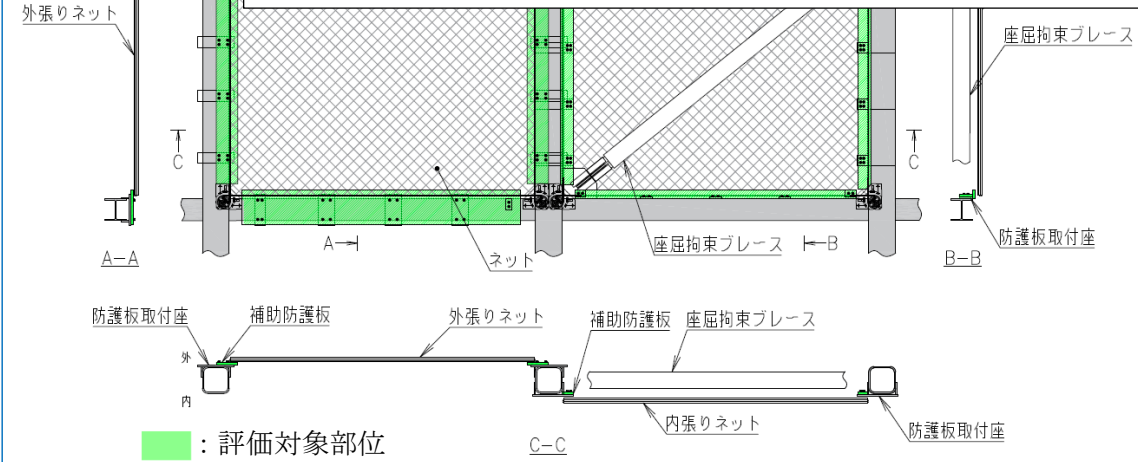 外張りネット
座屈拘束ブレース
C
C
A
B
座屈拘束ブレース
ネット
防護板取付座
A-A
B-B
防護板取付座
補助防護板
外張りネット
補助防護板
座屈拘束ブレース
外
内
内張りネット
防護板取付座
：評価対象部位
C-C